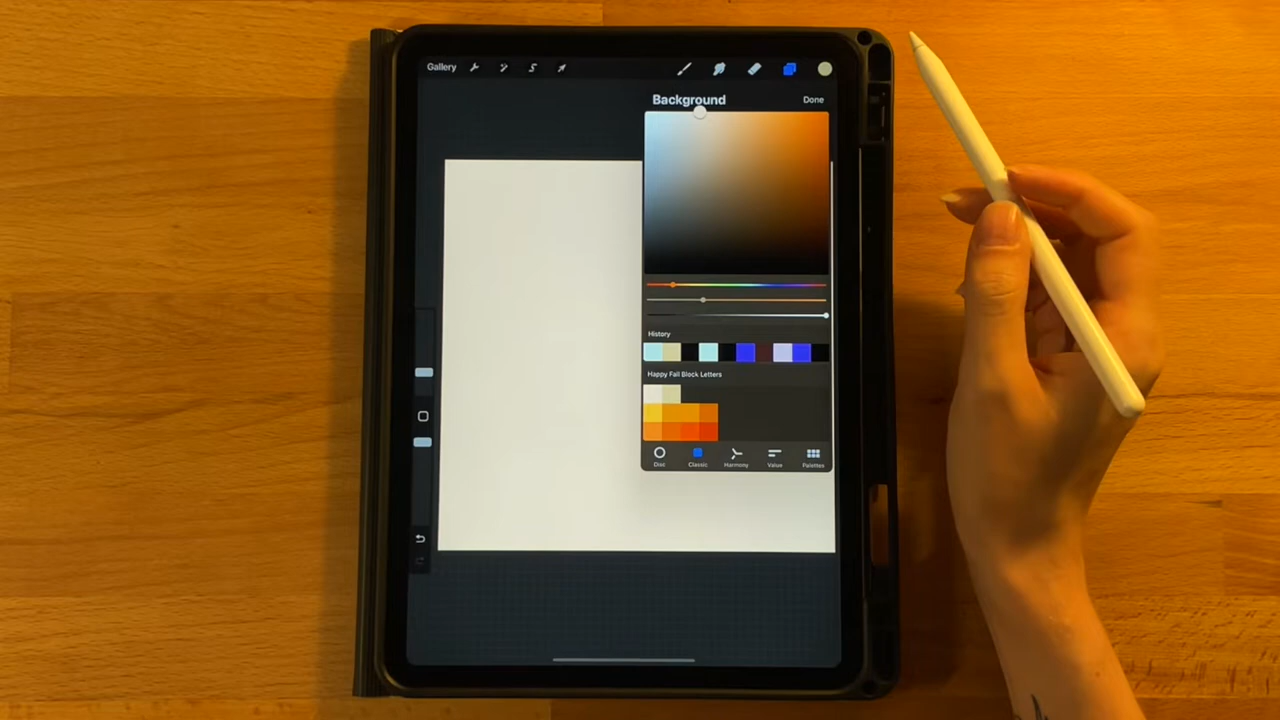 Gallery
Background Done
History
Happy Fall Block Letters
Disc Classic Harmony Value Palettes